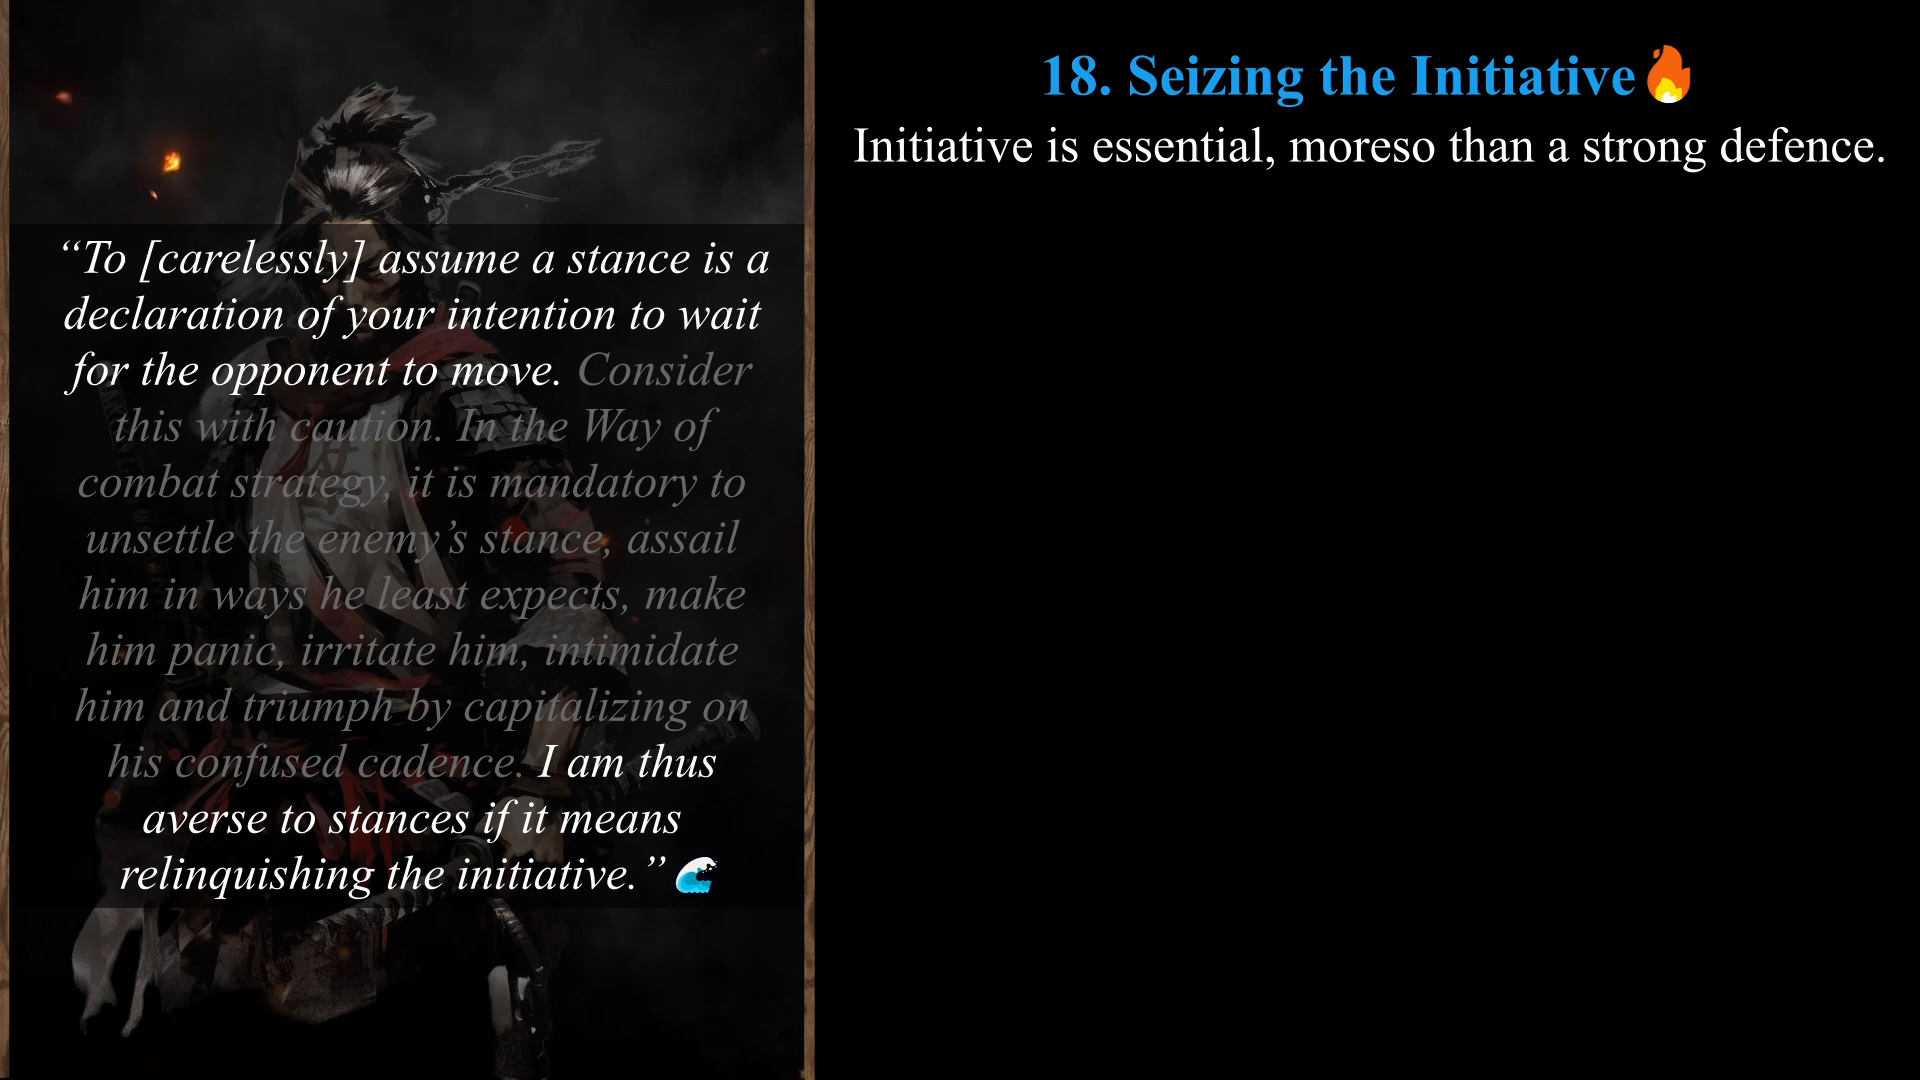 “To [carelessly] assume a stance is a
declaration of your intention to wait
for the opponent to move. Consider
this with caution. In the Way of
combat strategy, it is mandatory to
unsettle the enemy’s stance, assail
him in ways he least expects, make
him panic, irritate him, intimidate
him and triumph by capitalizing on
his confused cadence. I am thus
averse to stances if it means
relinquishing the initiative.” 🌊
18. Seizing the Initiative🔥
Initiative is essential, moreso than a strong defence.